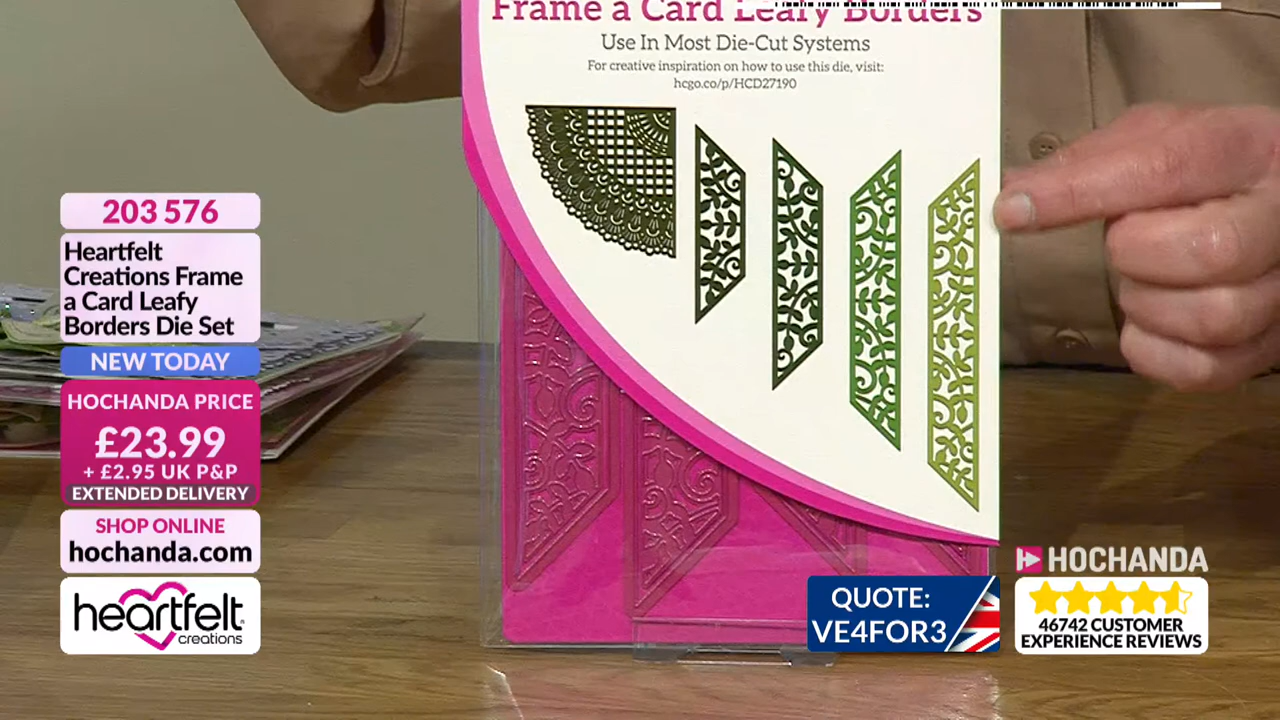 Frame a Card Leafy Borders
Use In Most Die-Cut Systems
For creative inspiration on how to use this die, visit:
hcgo.co/p/HCD27190
203 576
Heartfelt
Creations Frame
a Card Leafy
Borders Die Set
NEW TODAY
HOCHANDA PRICE
£23.99
+ £2.95 UK P&P
EXTENDED DELIVERY
SHOP ONLINE
hochanda.com
heartfelt
creations
QUOTE:
VE4FOR3
HOCHANDA
46742 CUSTOMER
EXPERIENCE REVIEWS